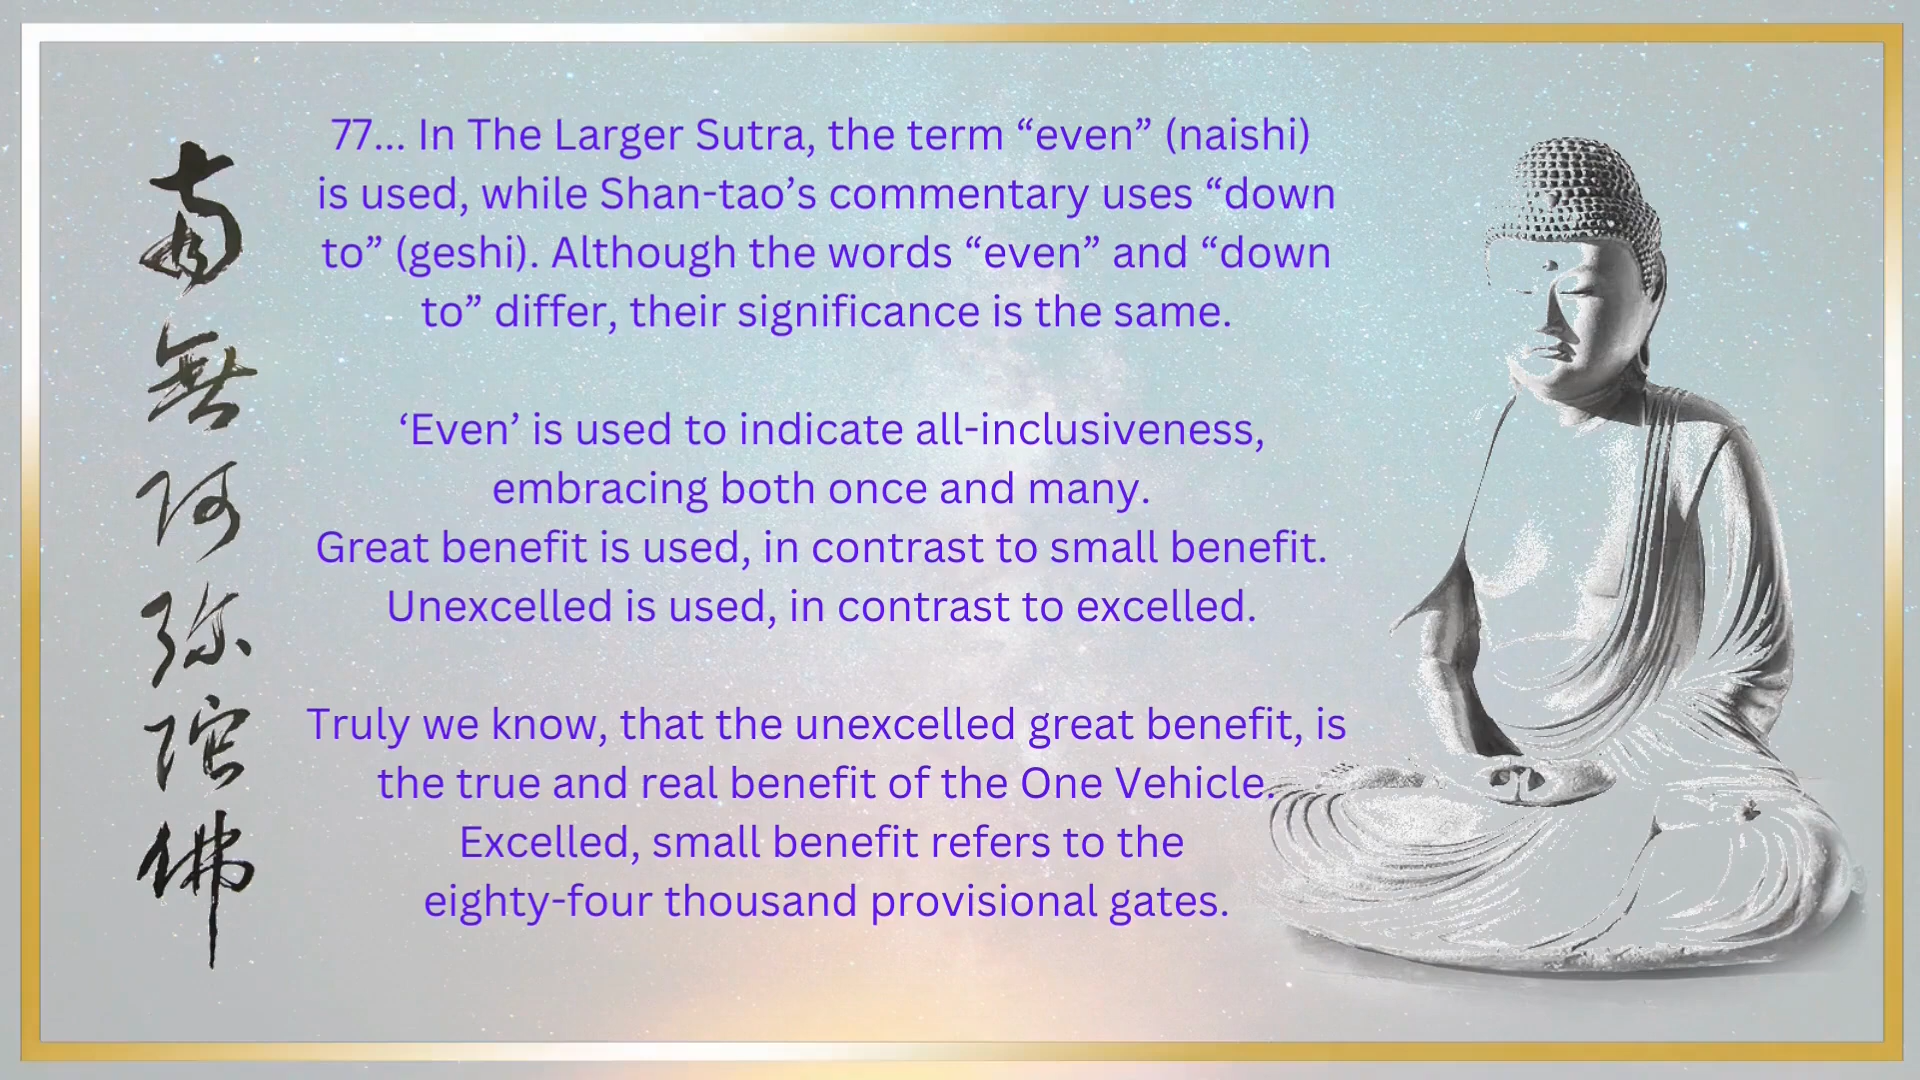 南
無
阿
弥
陀
佛
77... In The Larger Sutra, the term “even” (naishi)
is used, while Shan-tao’s commentary uses “down
to” (geshi). Although the words “even” and “down
to” differ, their significance is the same.
‘Even’ is used to indicate all-inclusiveness,
embracing both once and many.
Great benefit is used, in contrast to small benefit.
Unexcelled is used, in contrast to excelled.
Truly we know, that the unexcelled great benefit, is
the true and real benefit of the One Vehicle.
Excelled, small benefit refers to the
eighty-four thousand provisional gates.